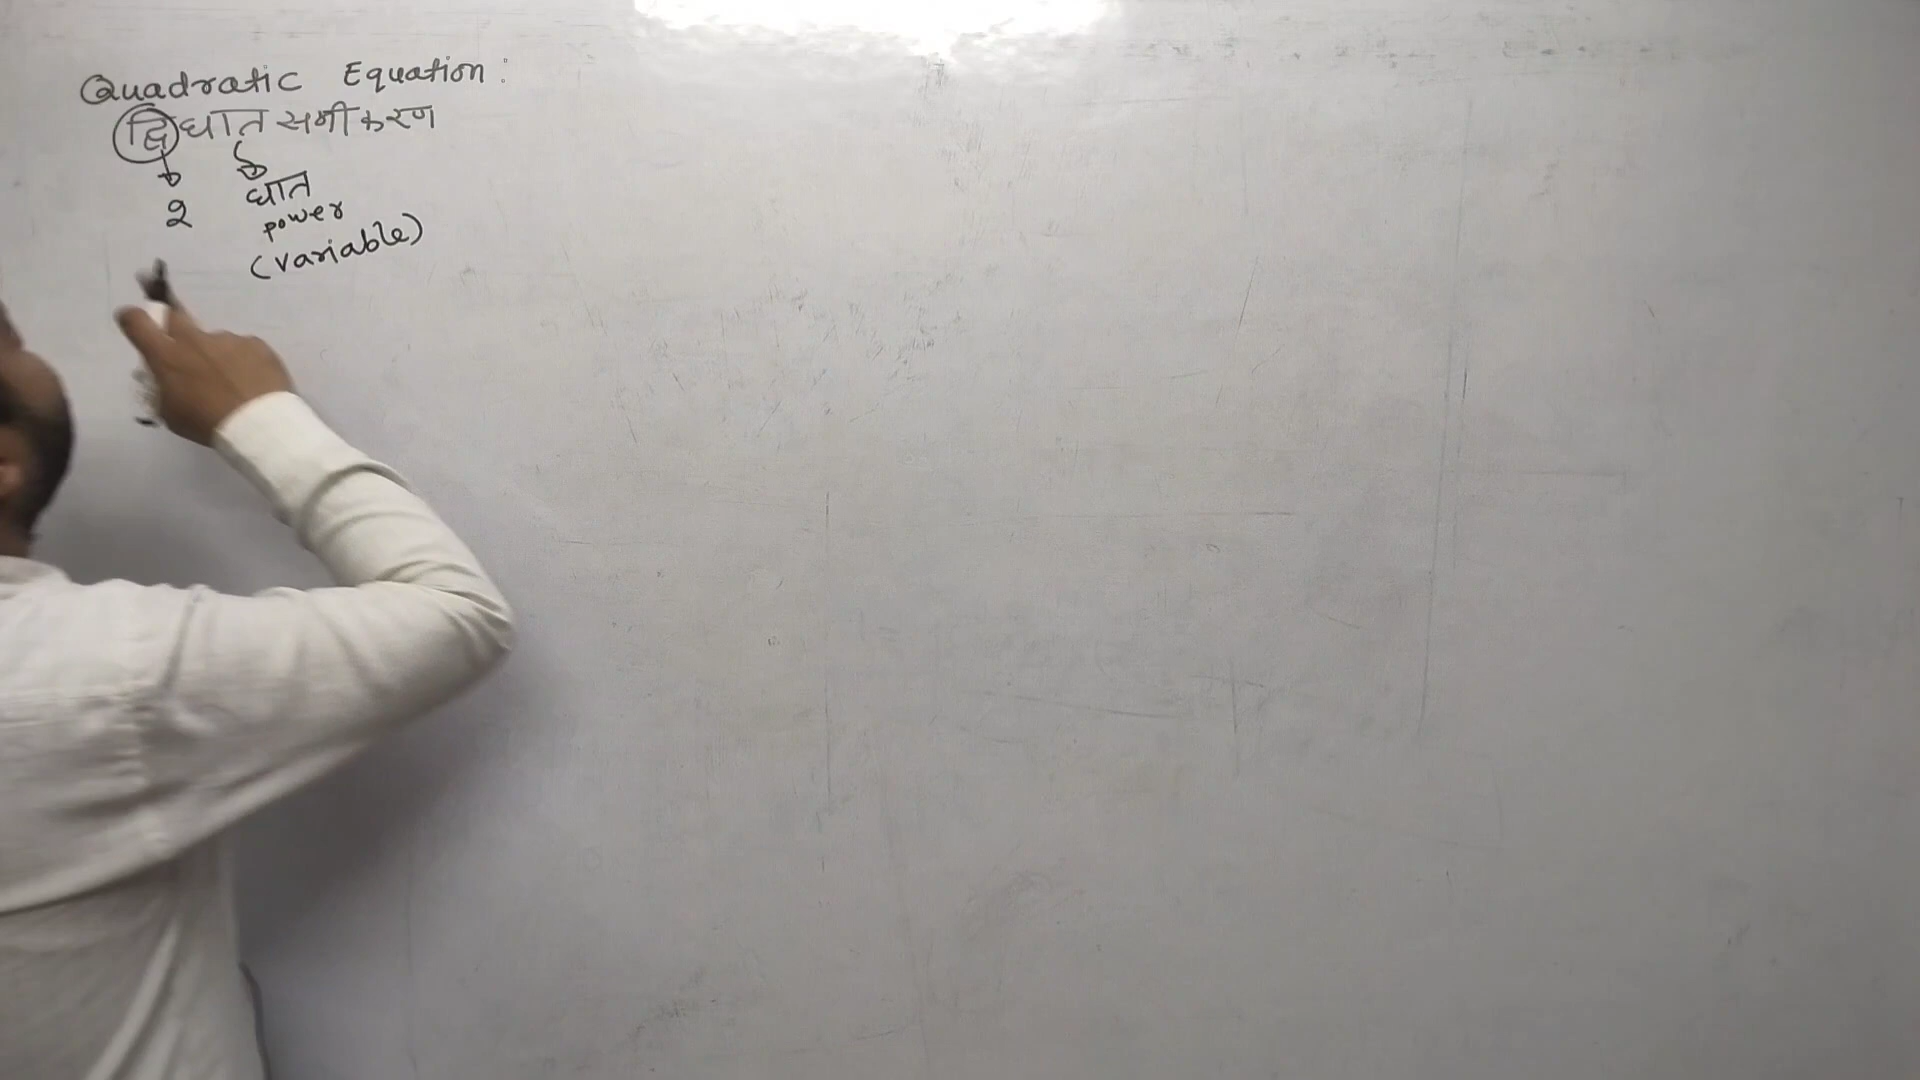 Quadratic Equation:
द्विघात समीकरण
2 घात
power
(variable)